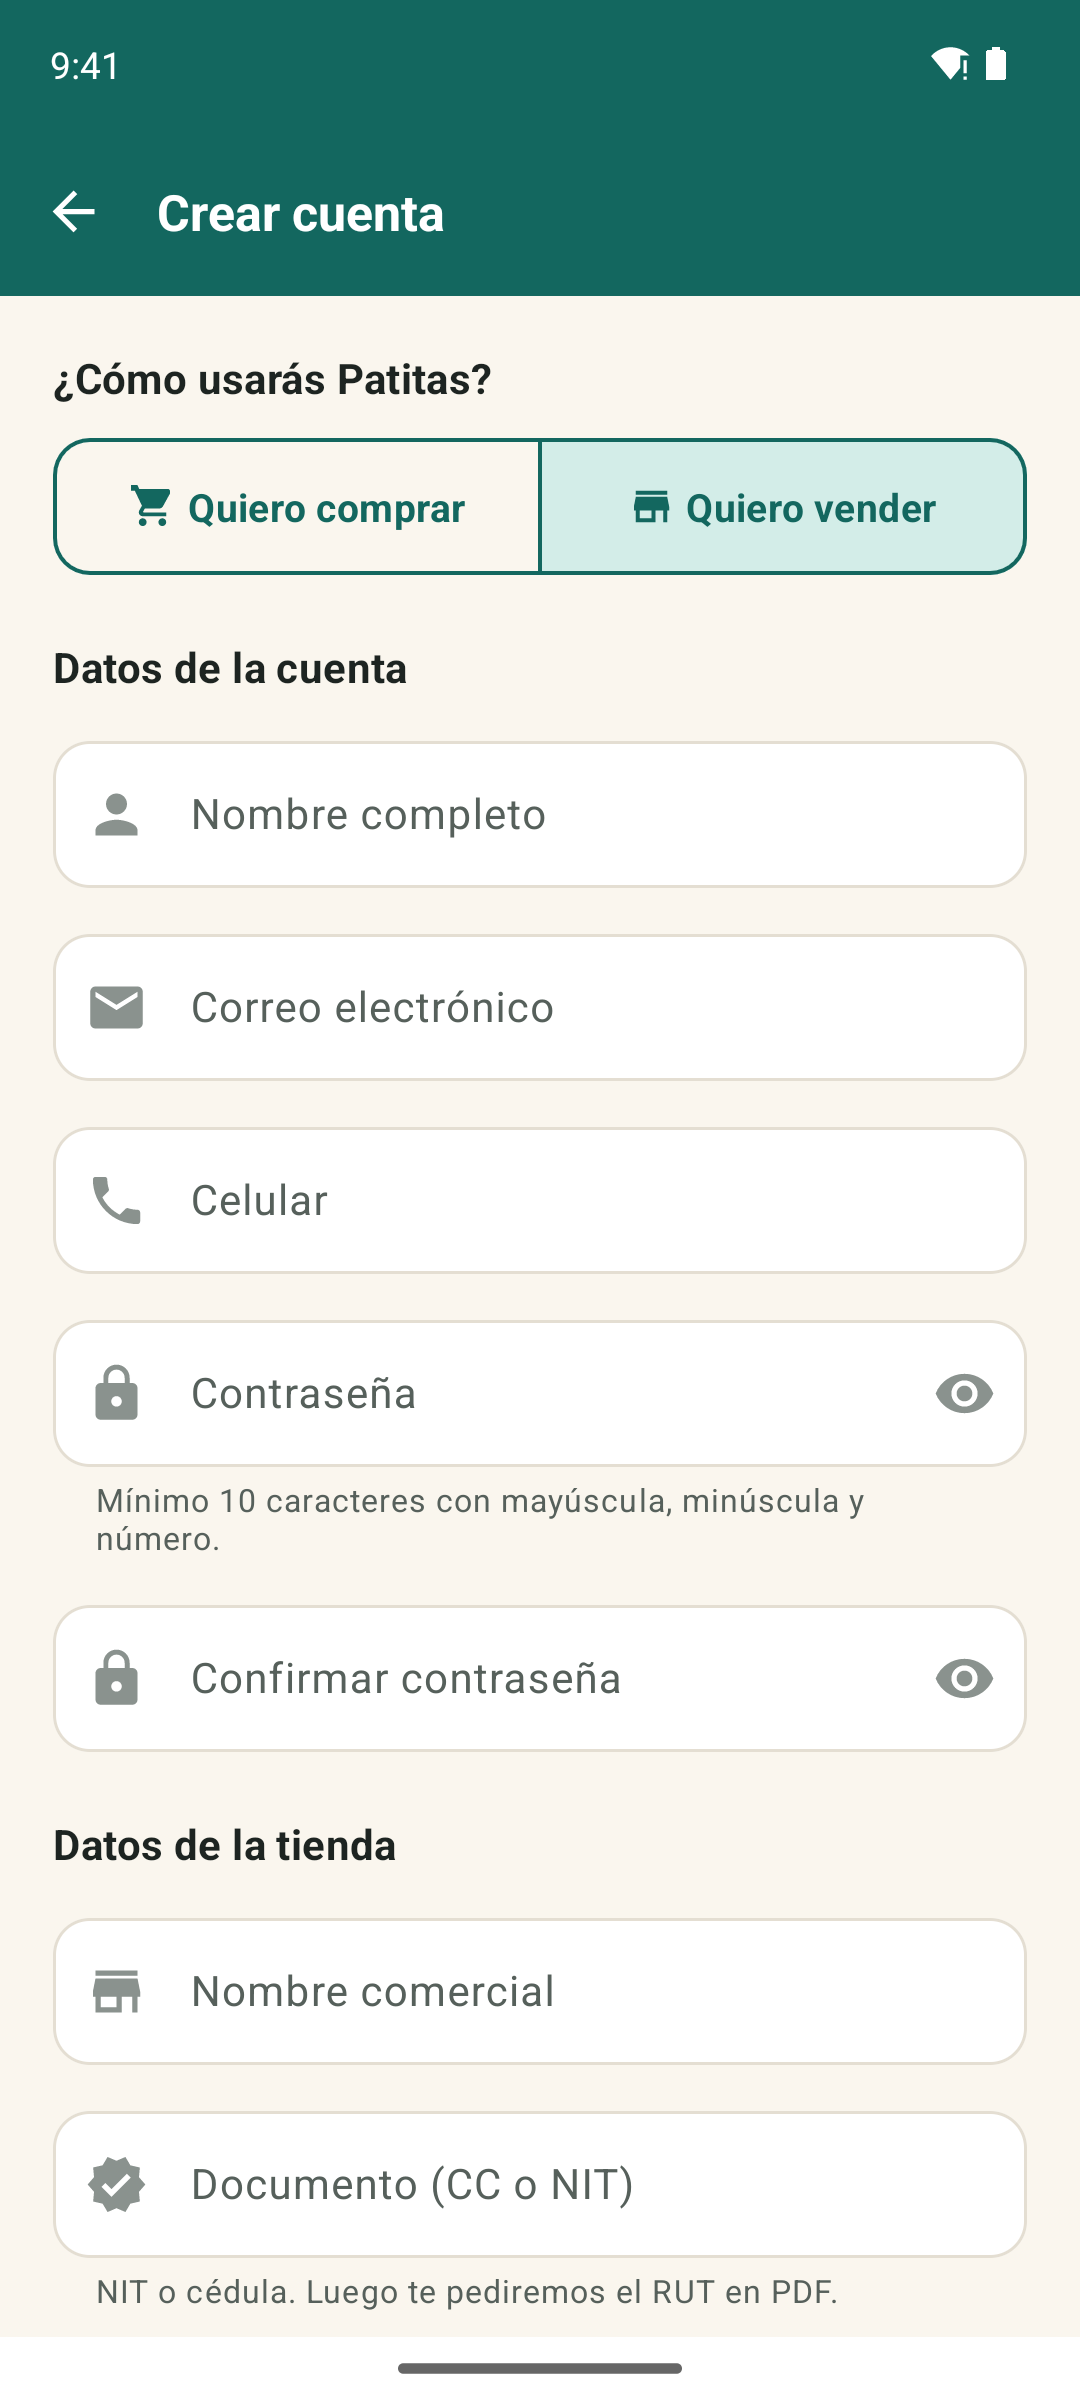 9:41
Crear cuenta
¿Cómo usarás Patitas?
Quiero comprar
Quiero vender
Datos de la cuenta
Nombre completo
Correo electrónico
Celular
Contraseña
Mínimo 10 caracteres con mayúscula, minúscula y
número.
Confirmar contraseña
Datos de la tienda
Nombre comercial
Documento (CC o NIT)
NIT o cédula. Luego te pediremos el RUT en PDF.